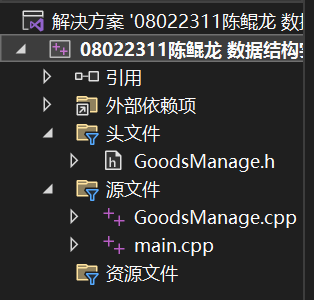 解决方案 '08022311陈鲲龙 数据
08022311陈鲲龙 数据结构
引用
外部依赖项
头文件
GoodsManage.h
源文件
GoodsManage.cpp
main.cpp
资源文件